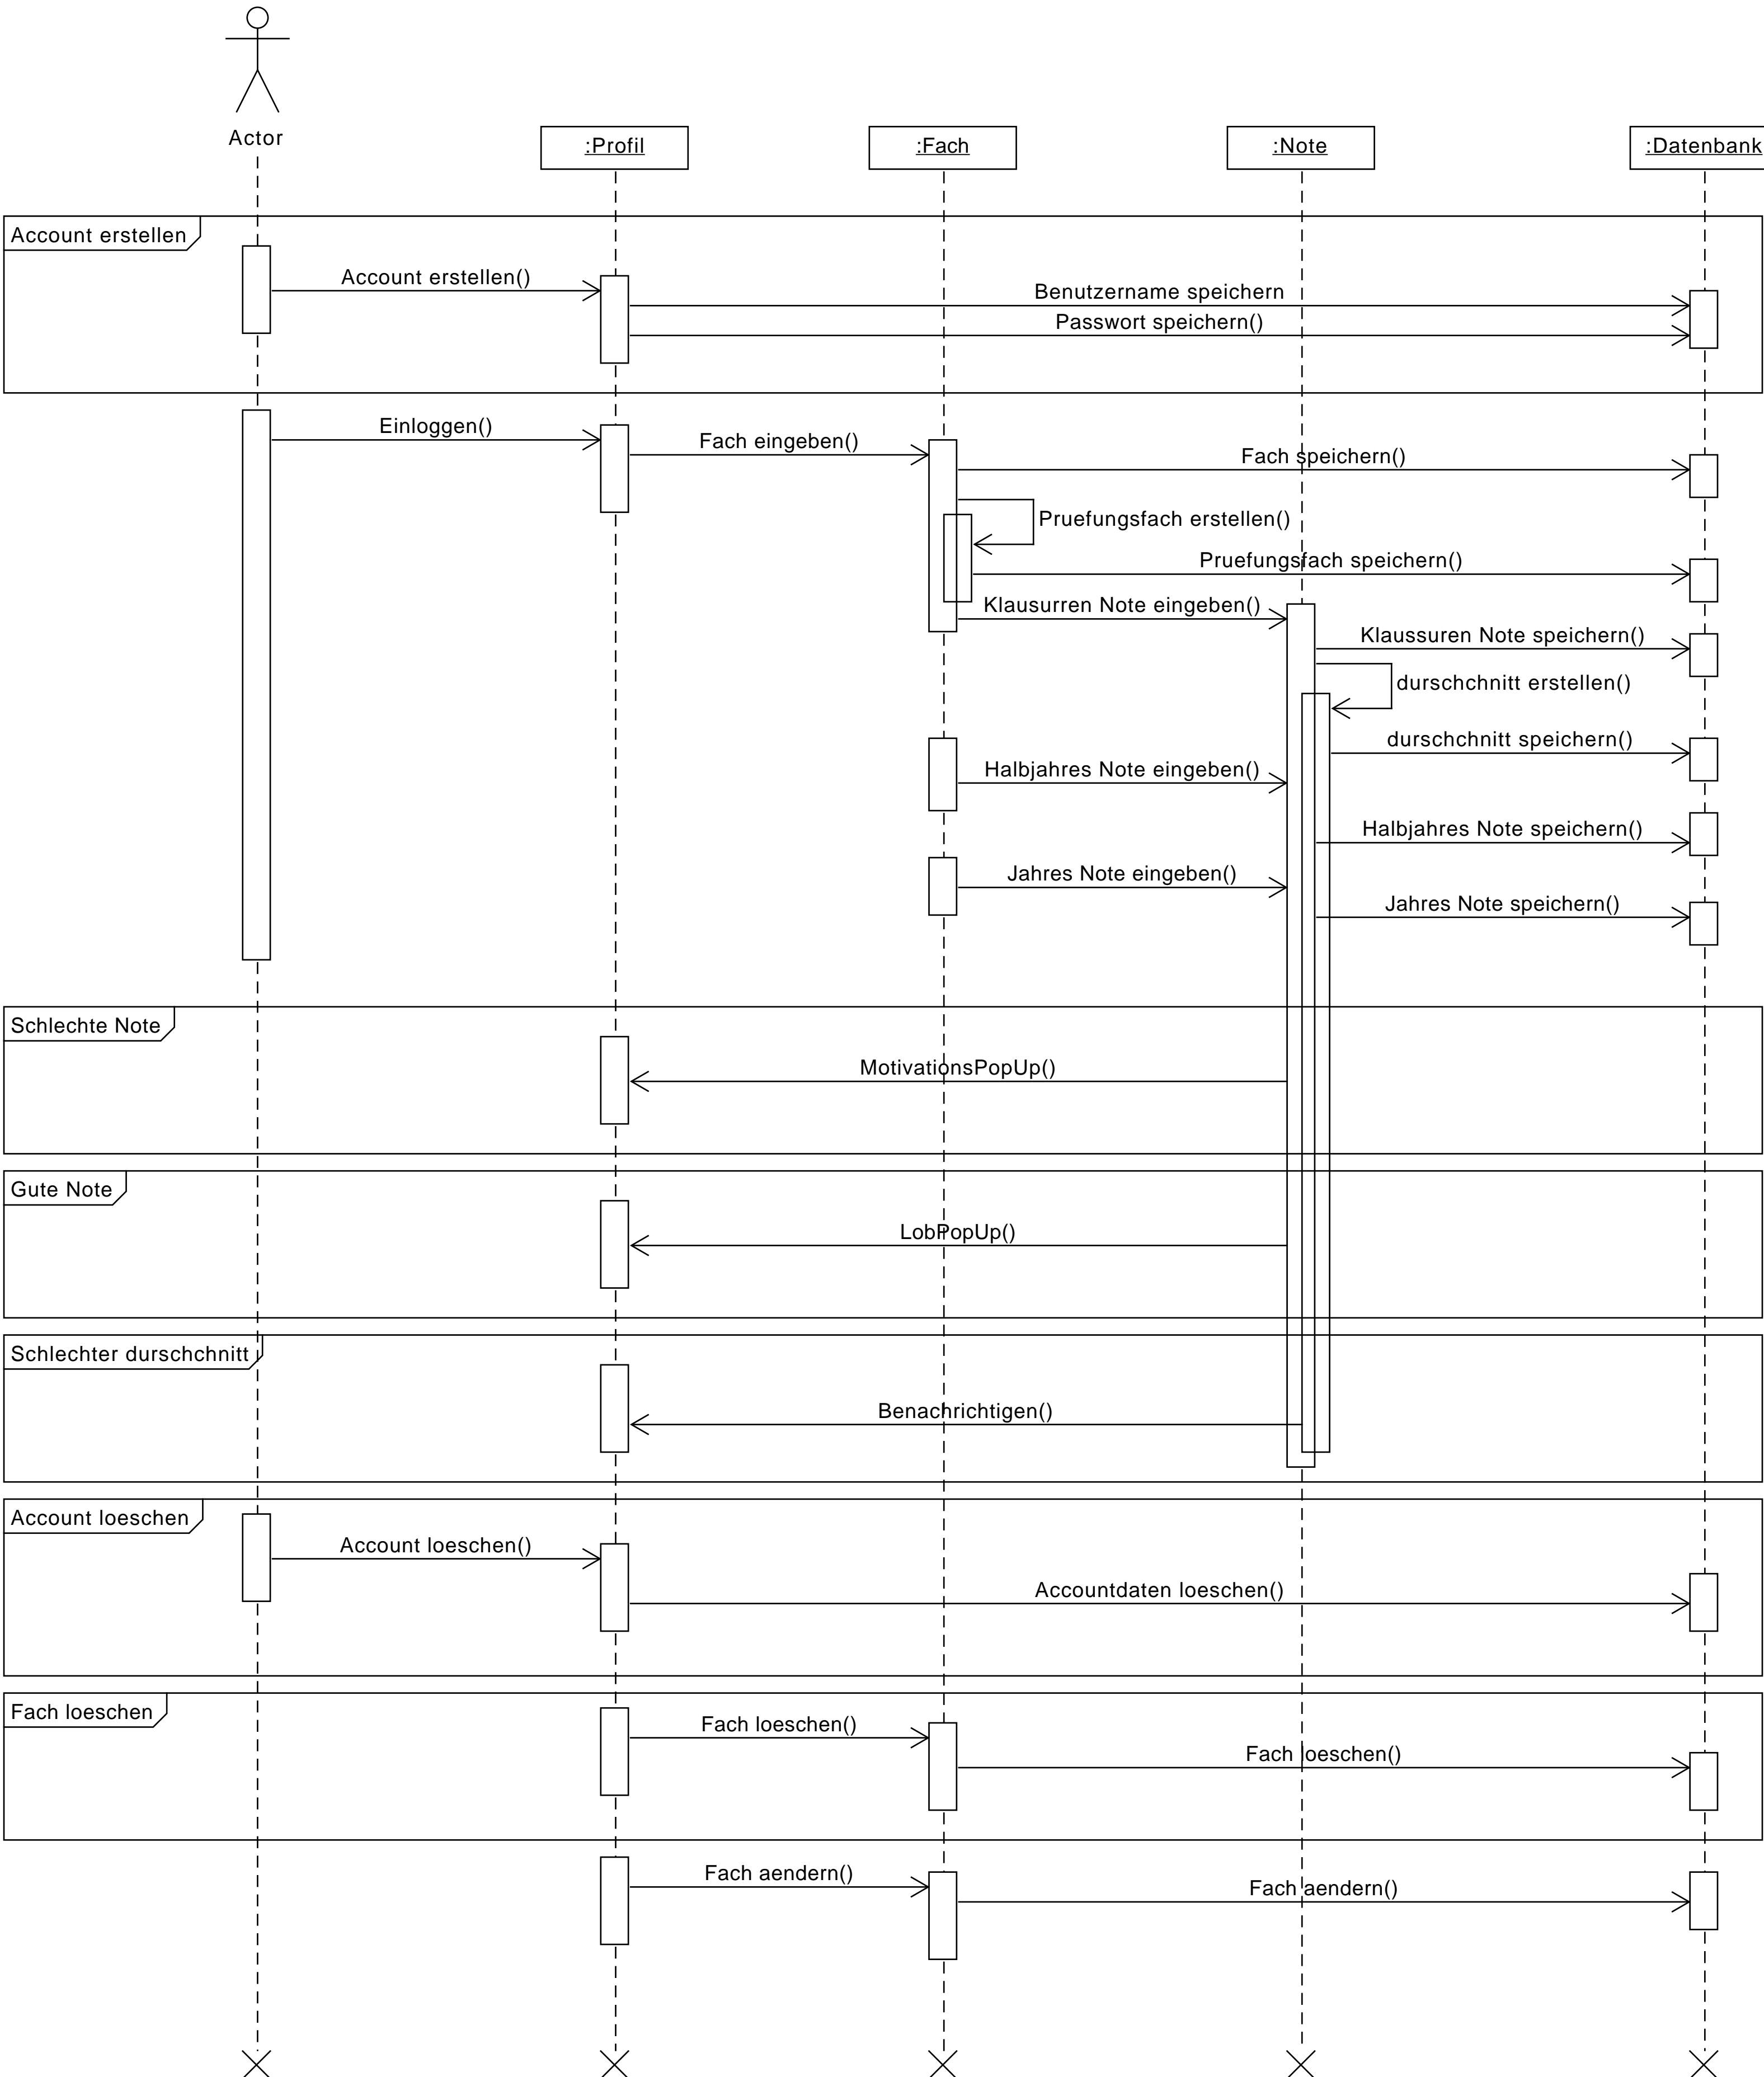 Actor
:Profil
:Fach
:Note
:Datenbank
Account erstellen
Account erstellen()
Benutzername speichern
Passwort speichern()
Einloggen()
Fach eingeben()
Fach speichern()
Pruefungsfach erstellen()
Pruefungsfach speichern()
Klausurren Note eingeben()
Klaussuren Note speichern()
durschchnitt erstellen()
durschchnitt speichern()
Halbjahres Note eingeben()
Halbjahres Note speichern()
Jahres Note eingeben()
Jahres Note speichern()
Schlechte Note
MotivationsPopUp()
Gute Note
LobPopUp()
Schlechter durschchnitt
Benachrichtigen()
Account loeschen
Account loeschen()
Accountdaten loeschen()
Fach loeschen
Fach loeschen()
Fach loeschen()
Fach aendern()
Fach aendern()